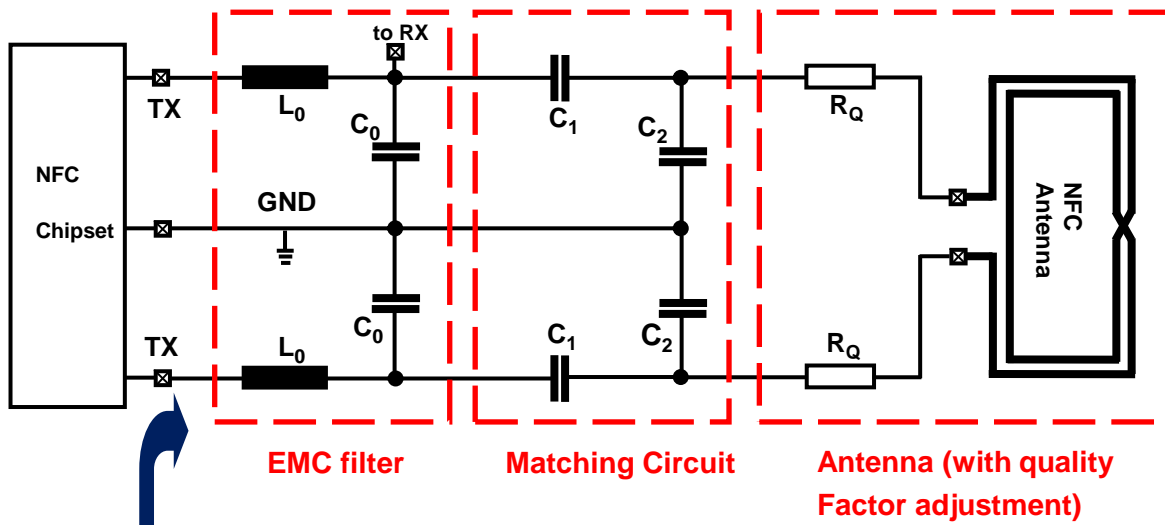 to RX
TX
L0
C0
C1
C2
RQ
NFC
Chipset
GND
NFC
Antenna
TX
L0
C0
C1
C2
RQ
EMC filter
Matching Circuit
Antenna (with quality
Factor adjustment)